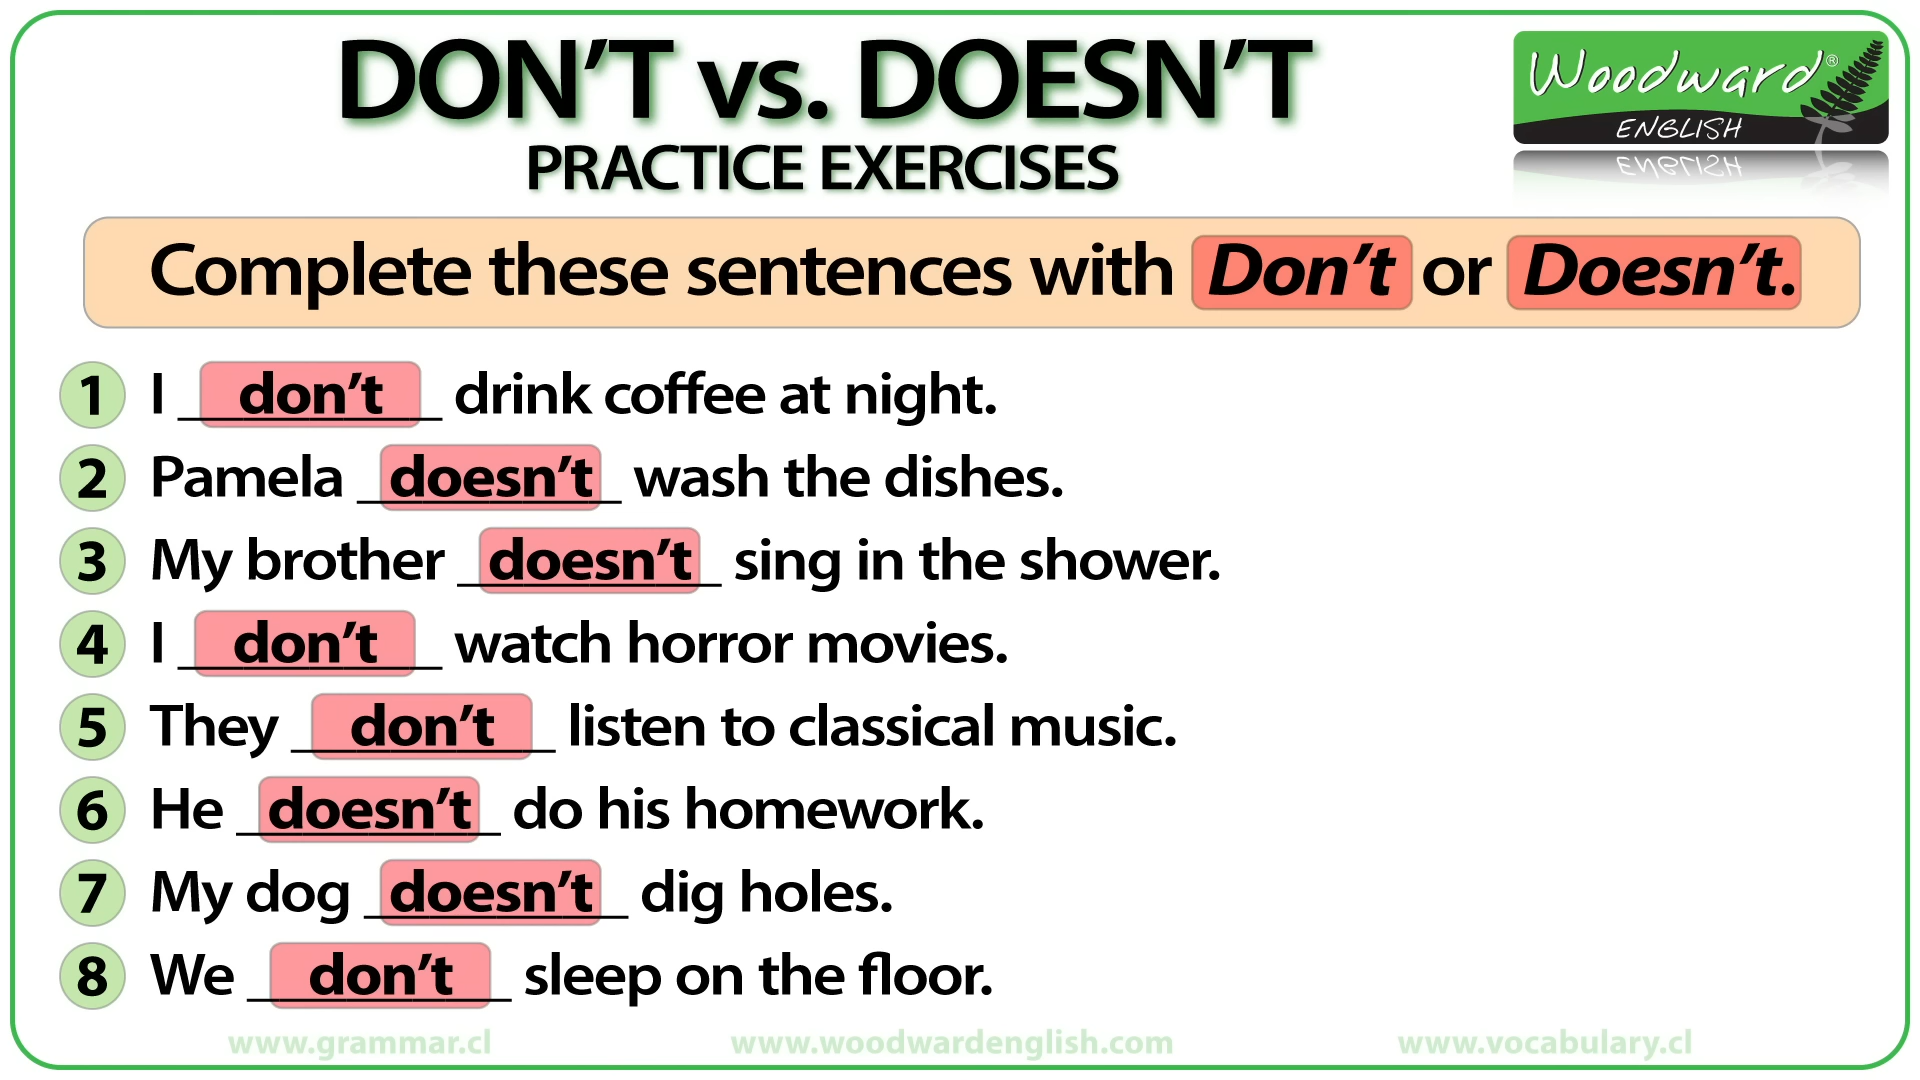 DON’T vs. DOESN’T
Woodward®
ENGLISH
PRACTICE EXERCISES
Complete these sentences with Don’t or Doesn’t.
1 I don’t drink coffee at night.
2 Pamela doesn’t wash the dishes.
3 My brother doesn’t sing in the shower.
4 I don’t watch horror movies.
5 They don’t listen to classical music.
6 He doesn’t do his homework.
7 My dog doesn’t dig holes.
8 We don’t sleep on the floor.
www.grammar.cl www.woodwardenglish.com www.vocabulary.cl